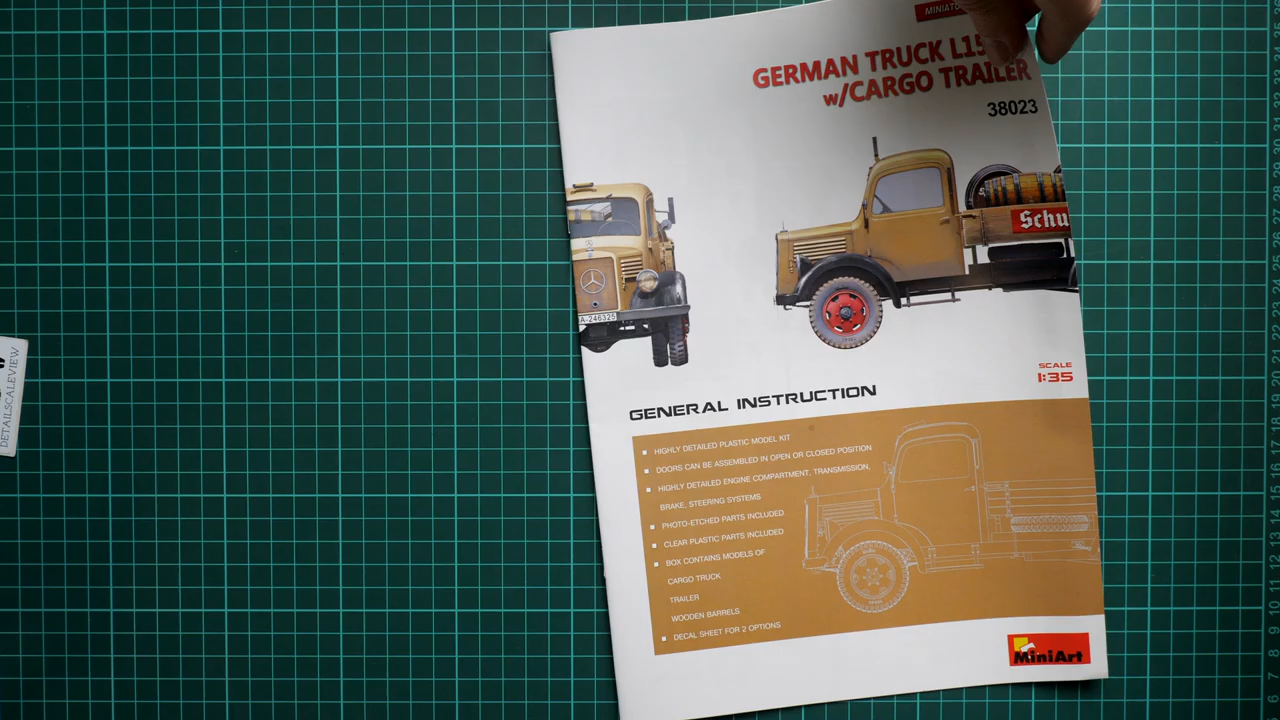 GERMAN TRUCK
w/CARGO TRAILER
38023
Schu
A-246325
SCALE
1:35
GENERAL INSTRUCTION
HIGHLY DETAILED PLASTIC MODEL KIT
DOORS CAN BE ASSEMBLED IN OPEN OR CLOSED POSITION
HIGHLY DETAILED ENGINE COMPARTMENT, TRANSMISSION,
BRAKE, STEERING SYSTEMS
PHOTO-ETCHED PARTS INCLUDED
CLEAR PLASTIC PARTS INCLUDED
BOX CONTAINS MODELS OF
CARGO TRUCK
TRAILER
WOODEN BARRELS
DECAL SHEET FOR 2 OPTIONS
MiniArt
DETAILSCALEVIEW